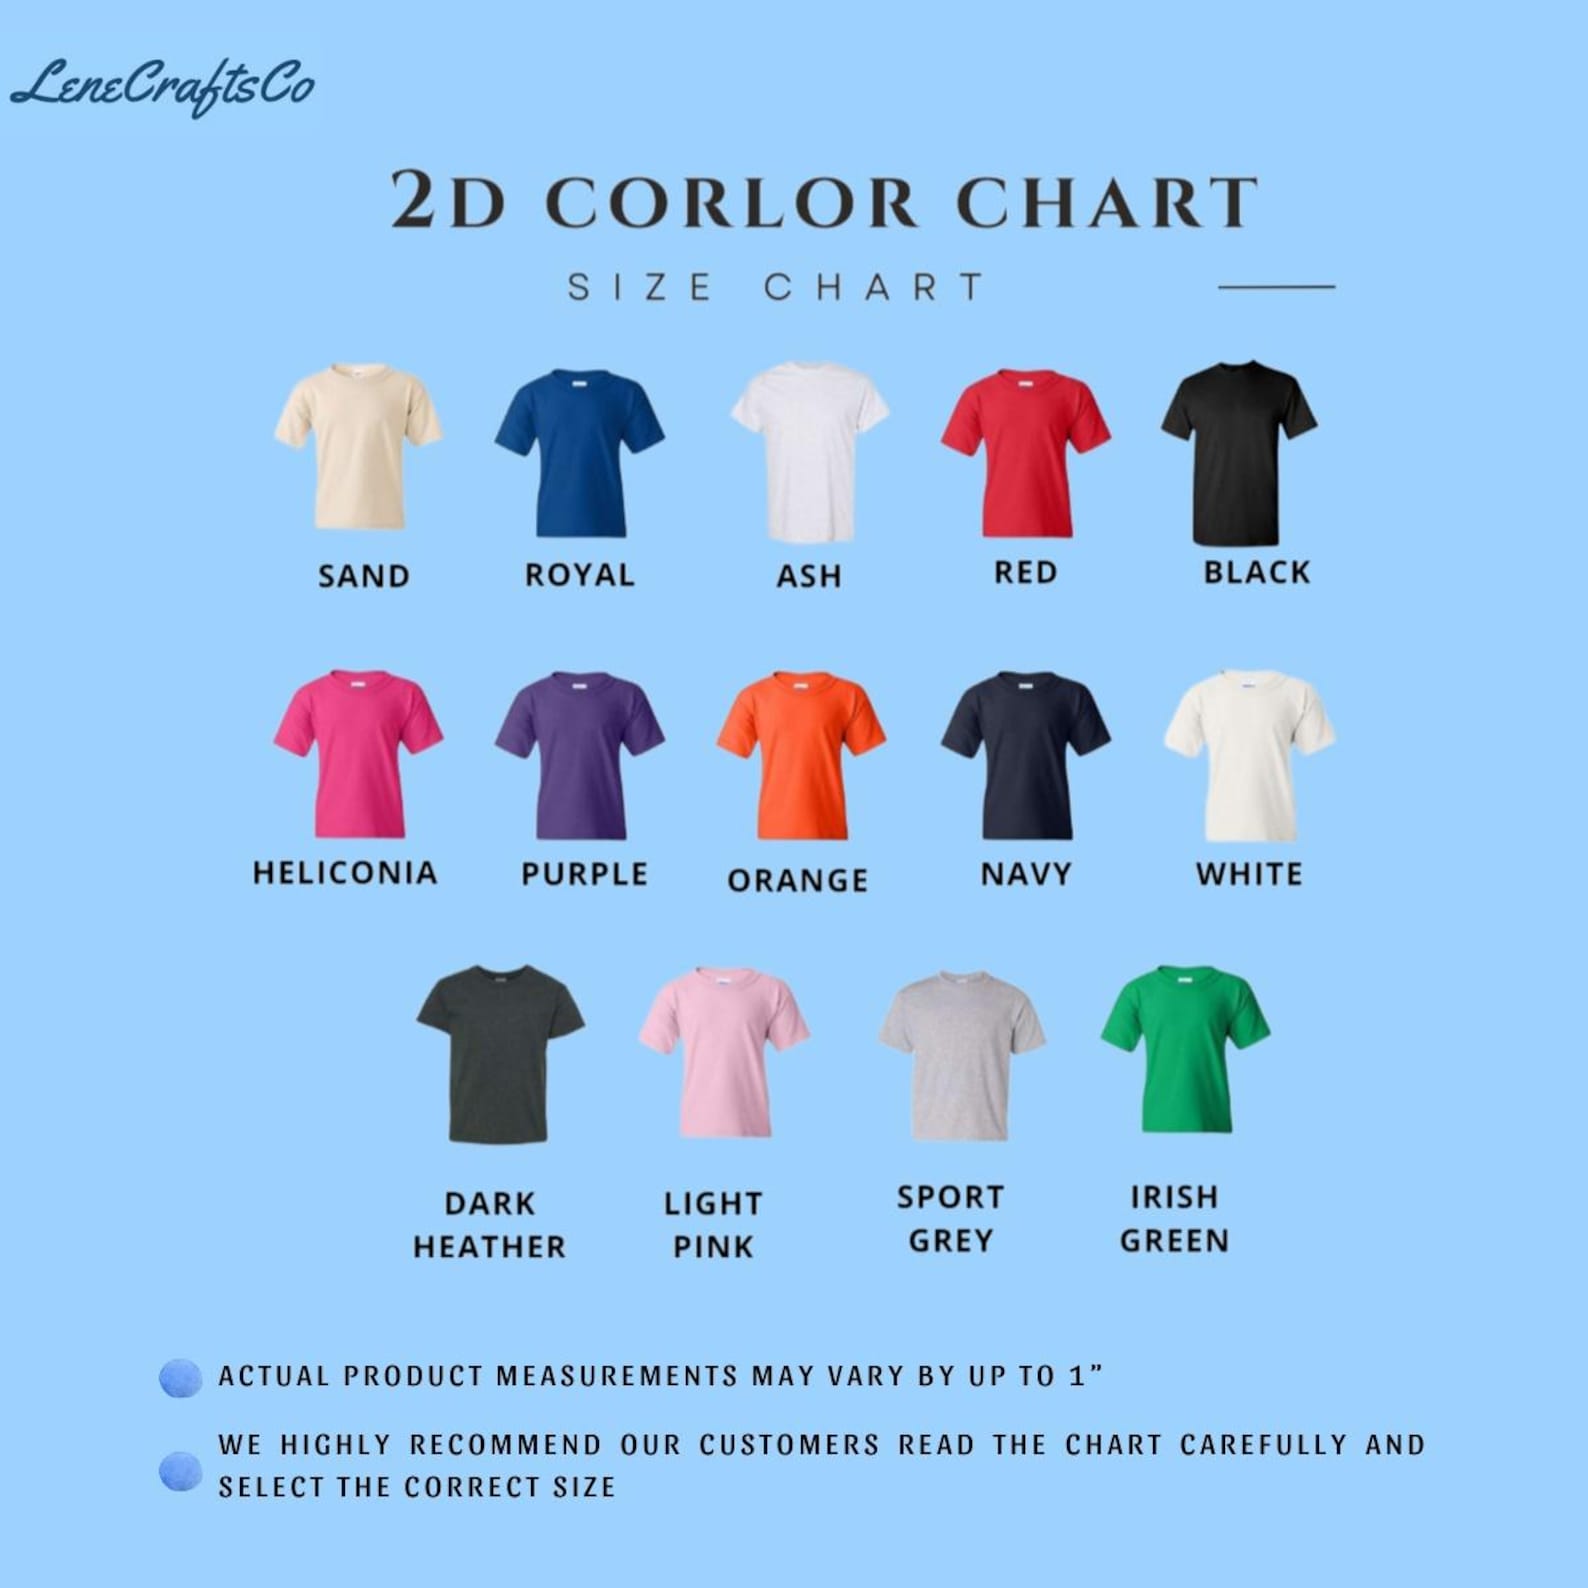 LeneCraftsCo
2D CORLOR CHART
SIZE CHART
SAND
ROYAL
ASH
RED
BLACK
HELICONIA
PURPLE
ORANGE
NAVY
WHITE
DARK
HEATHER
LIGHT
PINK
SPORT
GREY
IRISH
GREEN
ACTUAL PRODUCT MEASUREMENTS MAY VARY BY UP TO 1”
WE HIGHLY RECOMMEND OUR CUSTOMERS READ THE CHART CAREFULLY AND
SELECT THE CORRECT SIZE